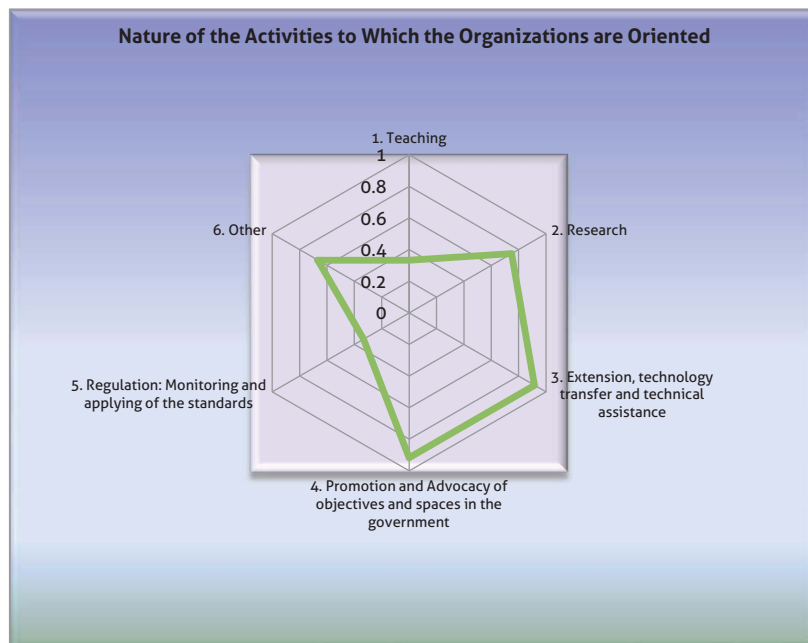 Nature of the Activities to Which the Organizations are Oriented
1. Teaching
1
0.8
0.6
0.4
0.2
0
2. Research
3. Extension, technology
transfer and technical
assistance
4. Promotion and Advocacy of
objectives and spaces in the
government
5. Regulation: Monitoring and
applying of the standards
6. Other